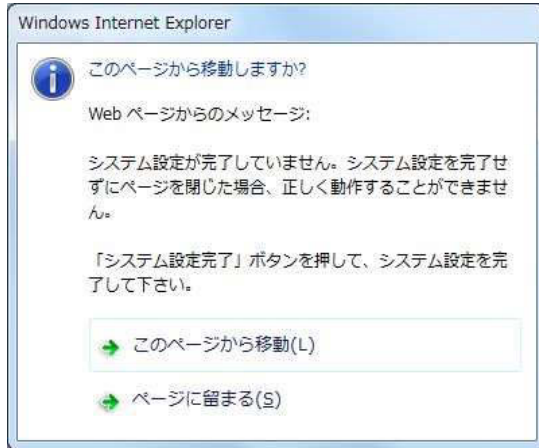 Windows Internet Explorer
このページから移動しますか?
Web ページからのメッセージ:
システム設定が完了していません。システム設定を完了せ
ずにページを閉じた場合、正しく動作することができませ
ん。
「システム設定完了」ボタンを押して、システム設定を完
了して下さい。
このページから移動(L)
ページに留まる(S)